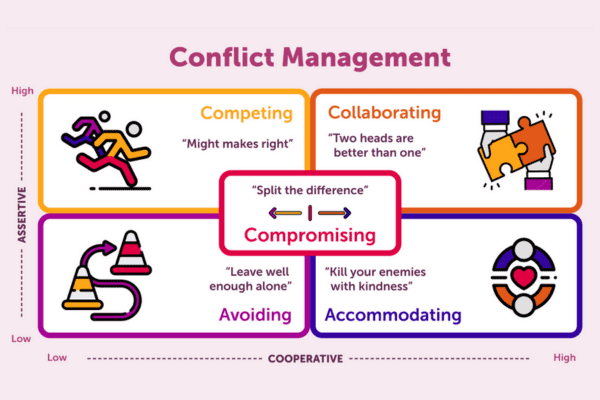 Conflict Management
High
Competing
Collaborating
“Might makes right”
“Two heads are
better than one”
“Split the difference”
Compromising
ASSERTIVE
“Leave well
enough alone”
“Kill your enemies
with kindness”
Avoiding
Accommodating
Low
Low
COOPERATIVE
High